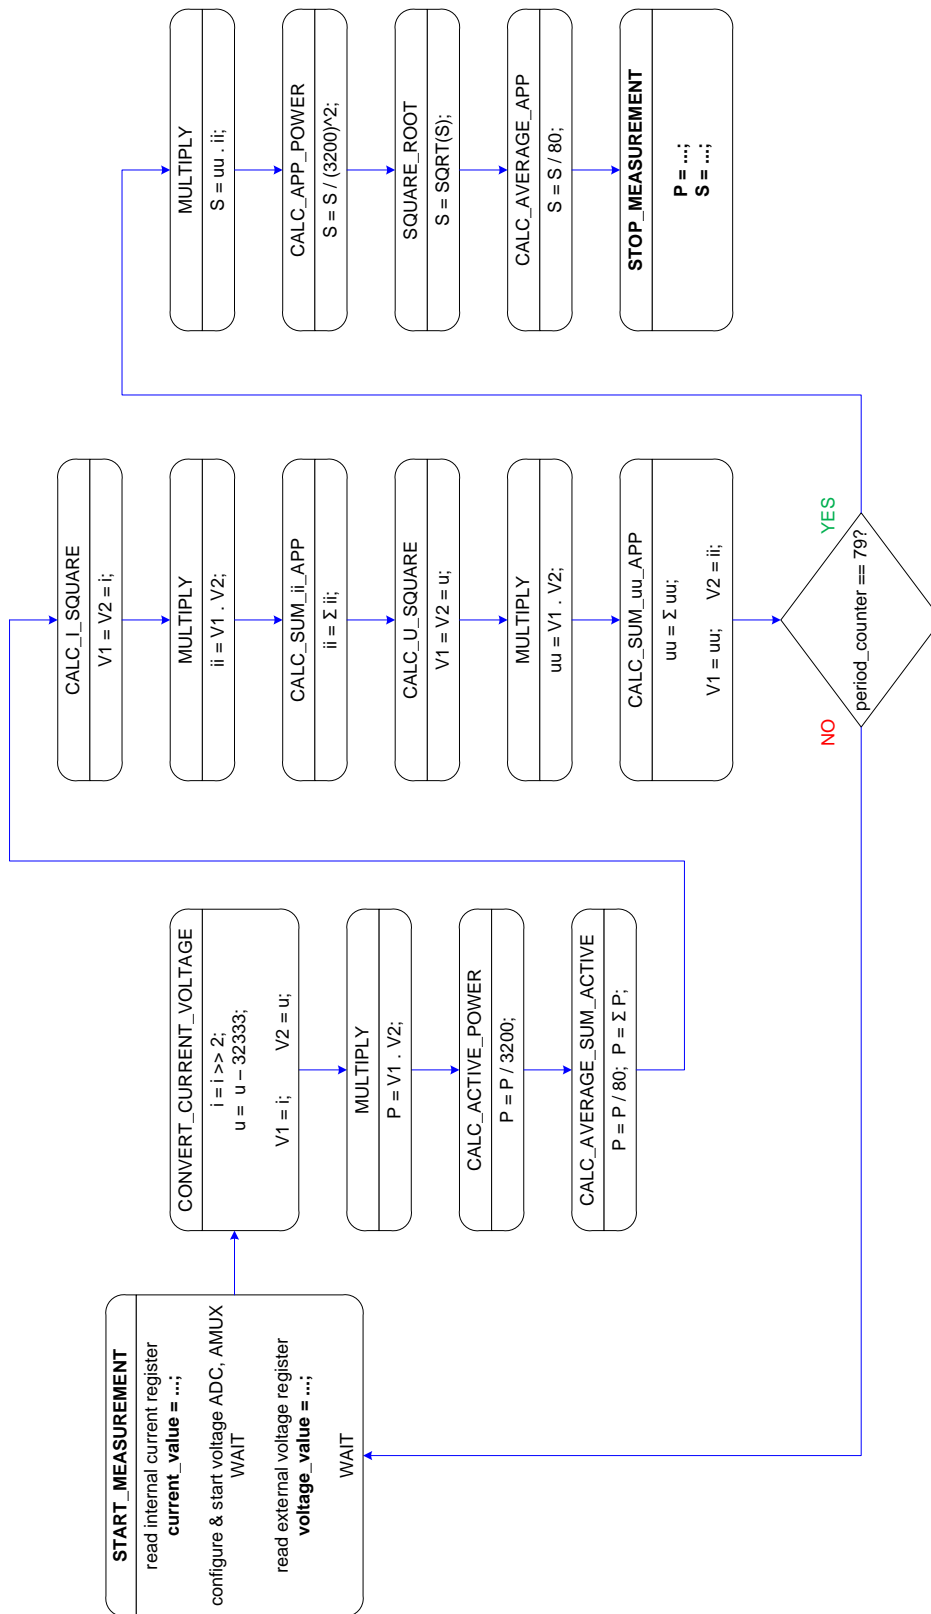 START_MEASUREMENT
read internal current register
current_value = ...;
configure & start voltage ADC, AMUX
WAIT
read external voltage register
voltage_value = ...;
WAIT
CONVERT_CURRENT_VOLTAGE
i = i >> 2;
u = u – 32333;
V1 = i; V2 = u;
MULTIPLY
P = V1 . V2;
CALC_ACTIVE_POWER
P = P / 3200;
CALC_AVERAGE_SUM_ACTIVE
P = P / 80; P = Σ P;
CALC_I_SQUARE
V1 = V2 = i;
MULTIPLY
ii = V1 . V2;
CALC_SUM_ii_APP
ii = Σ ii;
CALC_U_SQUARE
V1 = V2 = u;
MULTIPLY
uu = V1 . V2;
CALC_SUM_uu_APP
uu = Σ uu;
V1 = uu; V2 = ii;
period_counter == 79?
NO
YES
MULTIPLY
S = uu . ii;
CALC_APP_POWER
S = S / (3200)^2;
SQUARE_ROOT
S = SQRT(S);
CALC_AVERAGE_APP
S = S / 80;
STOP_MEASUREMENT
P = ...;
S = ...;